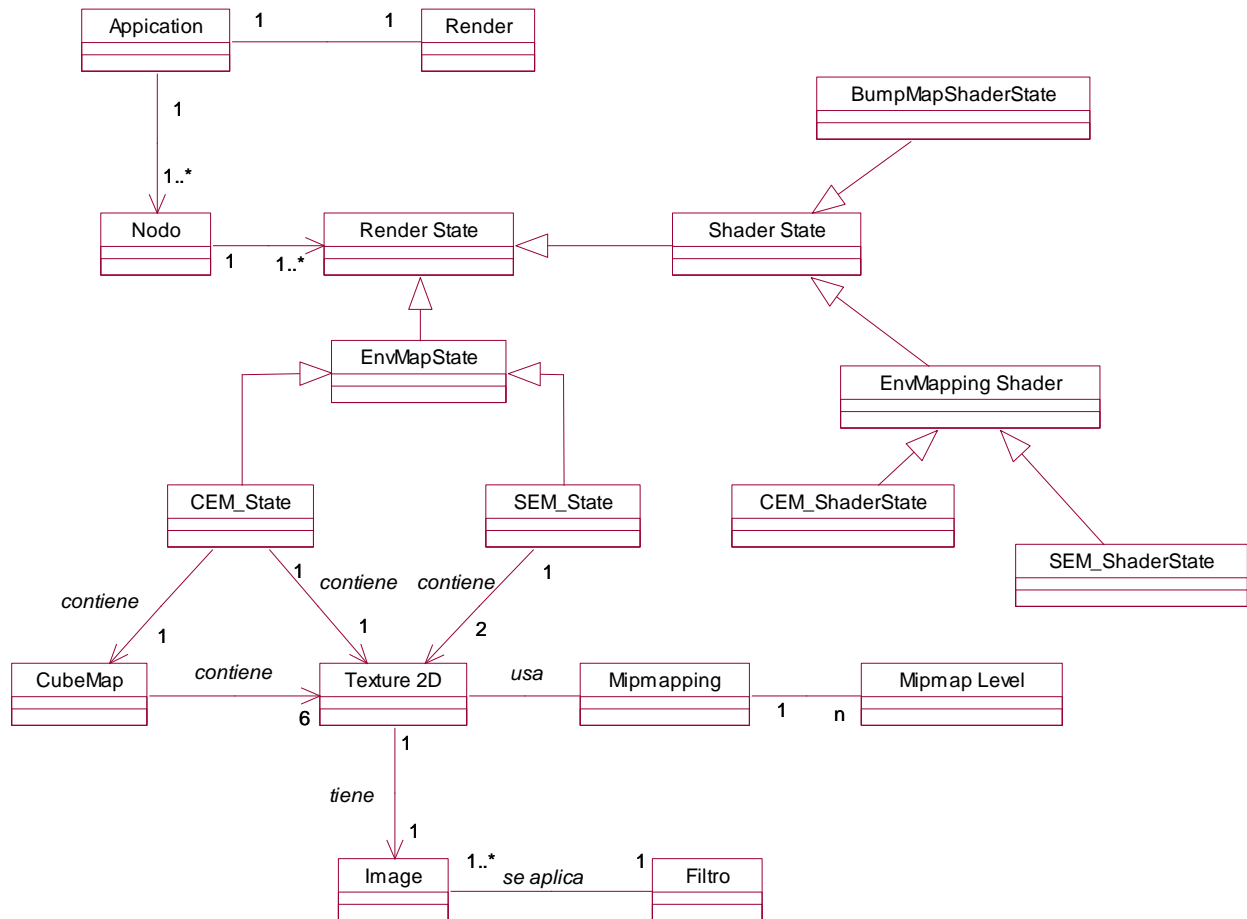 Appication
1
1
Render
1
1..*
BumpMapShaderState
Nodo
1
1..*
Render State
Shader State
EnvMapState
EnvMapping Shader
CEM_State
SEM_State
CEM_ShaderState
SEM_ShaderState
contiene
1
1
contiene
1
contiene
1
2
CubeMap
contiene
6
Texture 2D
usa
Mipmapping
1
n
Mipmap Level
1
tiene
1
Image
1..*
se aplica
1
Filtro